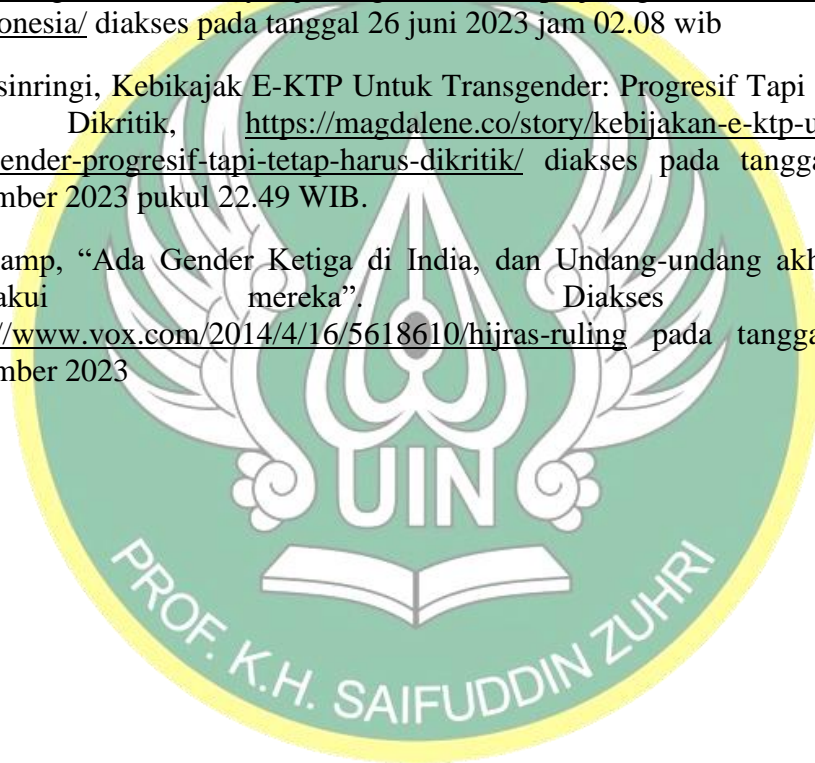 onesia/ diakses pada tanggal 26 juni 2023 jam 02.08 wib
sinringi, Kebikajak E-KTP Untuk Transgender: Progresif Tapi
Dikritik, https://magdalene.co/story/kebijakan-e-ktp-u
ender-progresif-tapi-tetap-harus-dikritik/ diakses pada tangga
mber 2023 pukul 22.49 WIB.
amp, “Ada Gender Ketiga di India, dan Undang-undang akh
akui mereka”. Diakses
//www.vox.com/2014/4/16/5618610/hijras-ruling pada tangga
mber 2023
UIN
PROF. K.H. SAIFUDDIN ZUHRI